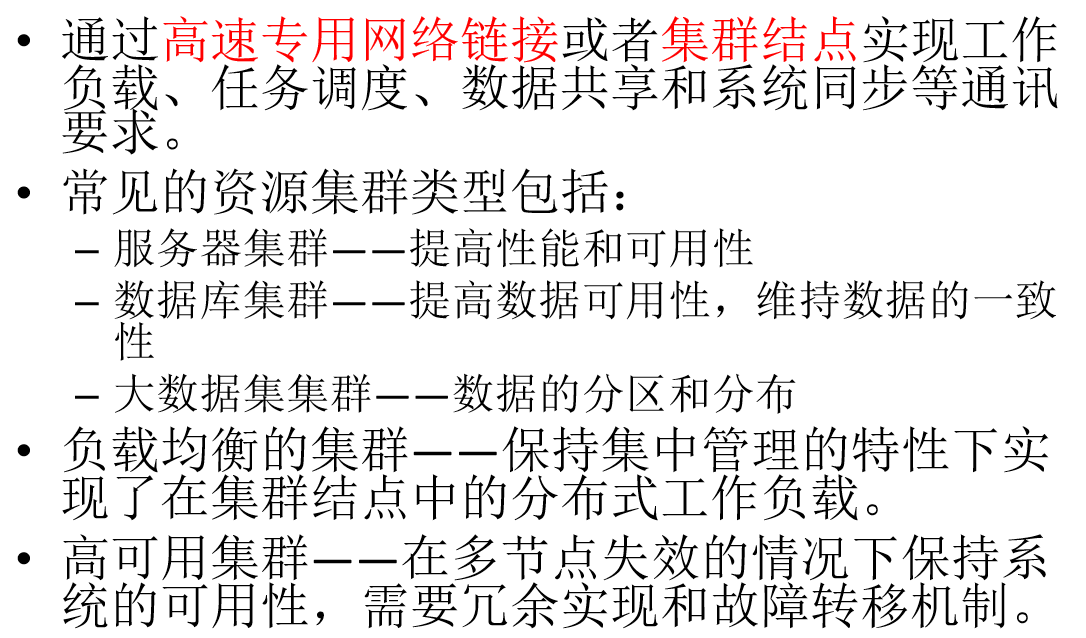 • 通过高速专用网络链接或者集群结点实现工作
负载、任务调度、数据共享和系统同步等通讯
要求。
• 常见的资源集群类型包括：
– 服务器集群——提高性能和可用性
– 数据库集群——提高数据可用性，维持数据的一致
性
– 大数据集集群——数据的分区和分布
• 负载均衡的集群——保持集中管理的特性下实
现了在集群结点中的分布式工作负载。
• 高可用集群——在多节点失效的情况下保持系
统的可用性，需要冗余实现和故障转移机制。